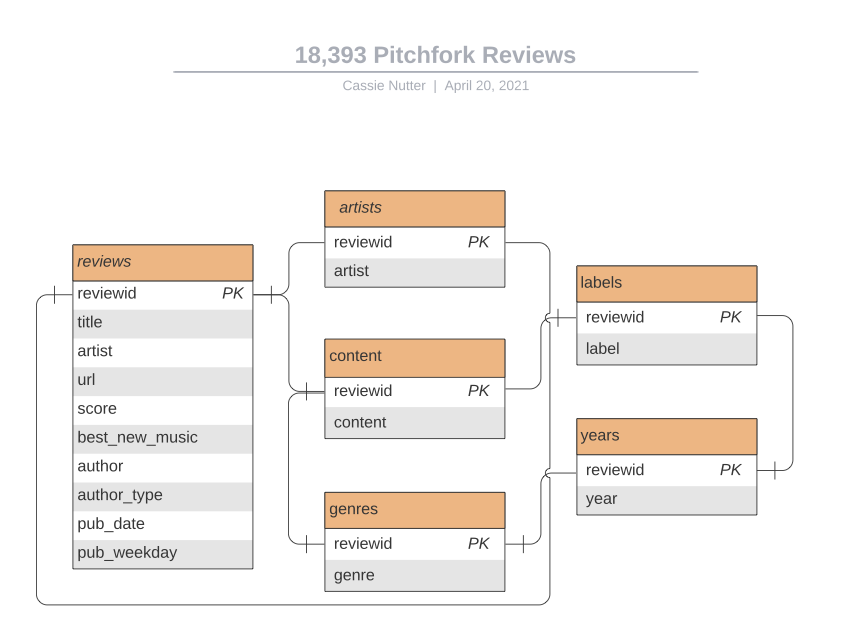 18,393 Pitchfork Reviews
Cassie Nutter | April 20, 2021
reviews
reviewid PK
title
artist
url
score
best_new_music
author
author_type
pub_date
pub_weekday
artists
reviewid PK
artist
content
reviewid PK
content
genres
reviewid PK
genre
labels
reviewid PK
label
years
reviewid PK
year